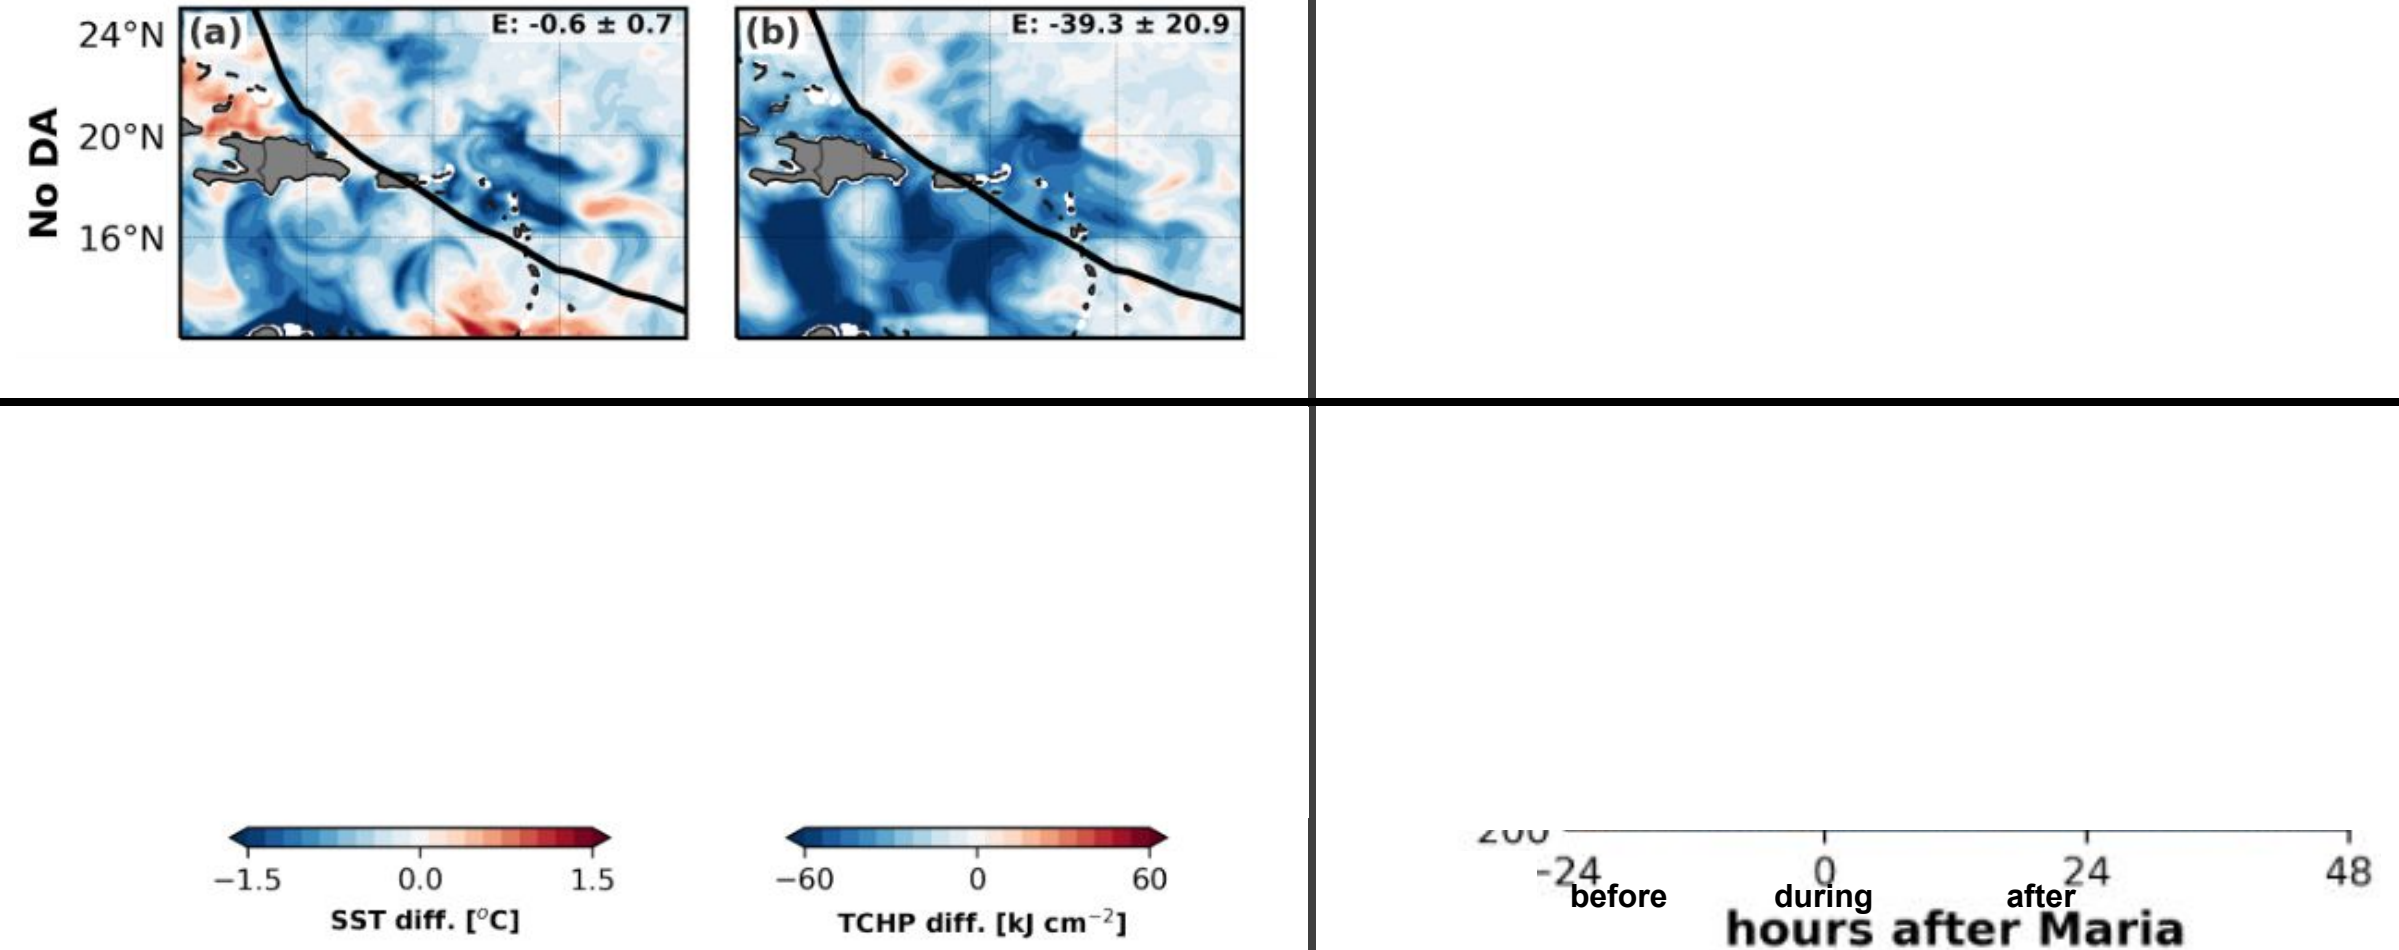 24°N
20°N
16°N
No DA
(a)
E: -0.6 ± 0.7
(b)
E: -39.3 ± 20.9
−1.5 0.0 1.5
SST diff. [°C]
−60 0 60
TCHP diff. [kJ cm⁻²]
200
-24 0 24 48
before during after
hours after Maria